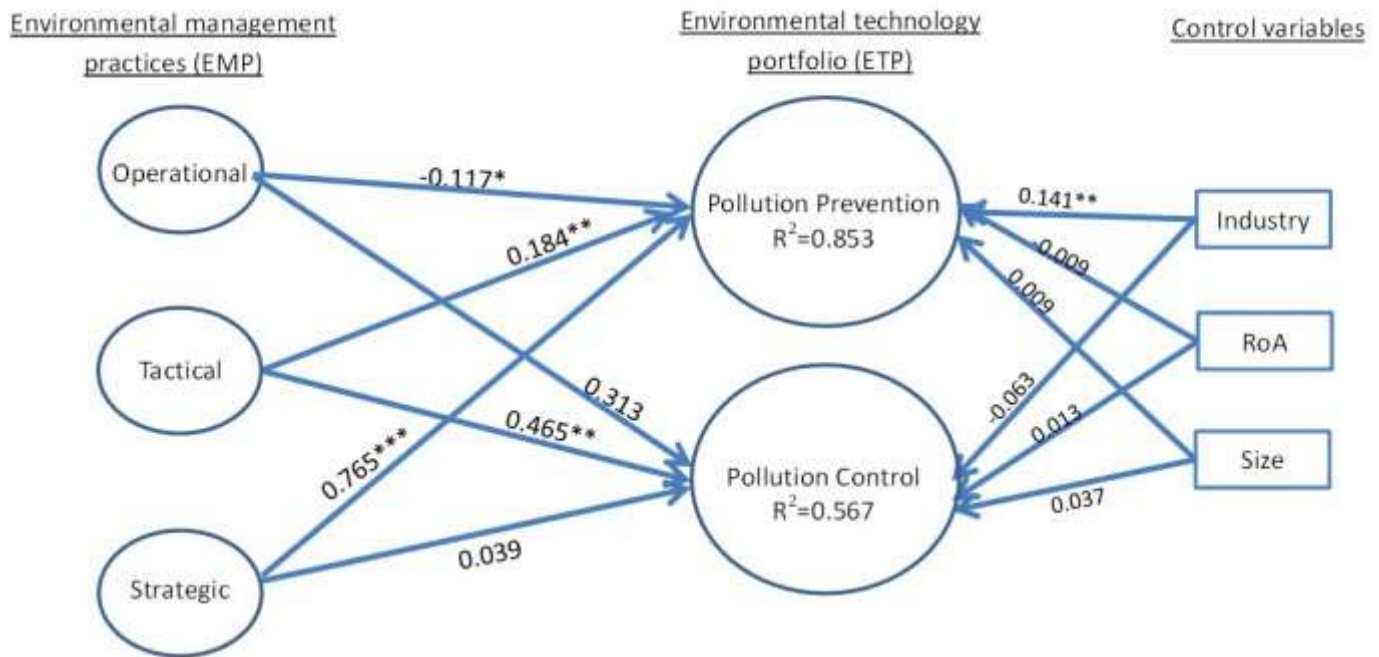 Environmental management
practices (EMP)
Environmental technology
portfolio (ETP)
Control variables
Operational
Tactical
Strategic
-0.117*
0.184**
0.765***
0.313
0.465**
0.039
Pollution Prevention
R²=0.853
Pollution Control
R²=0.567
0.141**
-0.009
0.009
-0.063
0.013
0.037
Industry
RoA
Size